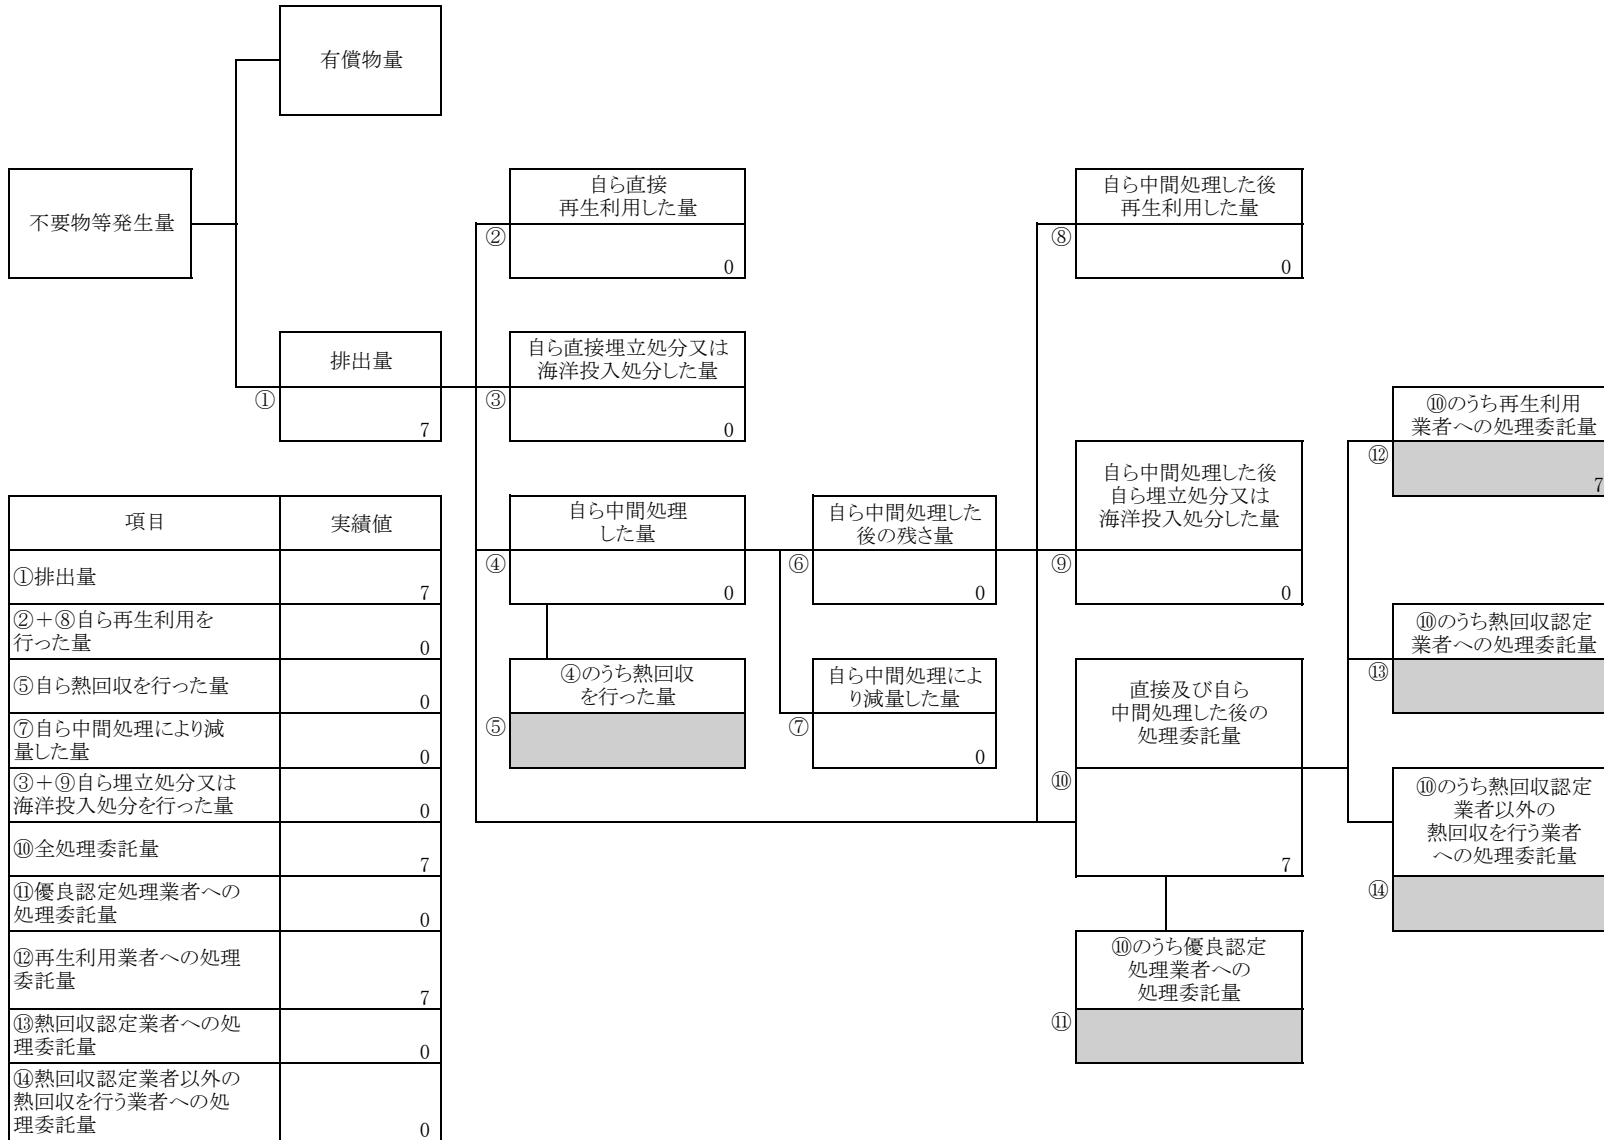 有償物量
不要物等発生量
自ら直接
再生利用した量
②
0
自ら中間処理した後
再生利用した量
⑧
0
排出量
①
7
自ら直接埋立処分又は
海洋投入処分した量
③
0
⑩のうち再生利用
業者への処理委託量
⑫
7
自ら中間処理
した量
④
0
自ら中間処理した
後の残さ量
⑥
0
自ら中間処理した後
自ら埋立処分又は
海洋投入処分した量
⑨
0
④のうち熱回収
を行った量
⑤
自ら中間処理によ
り減量した量
⑦
0
直接及び自ら
中間処理した後の
処理委託量
⑩
7
⑩のうち熱回収認定
業者への処理委託量
⑬
⑩のうち熱回収認定
業者以外の
熱回収を行う業者
への処理委託量
⑭
⑩のうち優良認定
処理業者への
処理委託量
⑪
項目 実績値
①排出量
7
②+⑧自ら再生利用を
行った量
0
⑤自ら熱回収を行った量
0
⑦自ら中間処理により減
量した量
0
③+⑨自ら埋立処分又は
海洋投入処分を行った量
0
⑩全処理委託量
7
⑪優良認定処理業者への
処理委託量
0
⑫再生利用業者への処理
委託量
7
⑬熱回収認定業者への処
理委託量
0
⑭熱回収認定業者以外の
熱回収を行う業者への処
理委託量
0